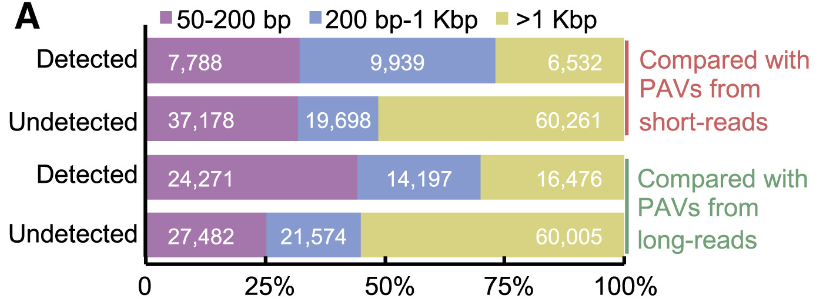 A
50-200 bp 200 bp-1 Kbp >1 Kbp
Detected 7,788 9,939 6,532
Undetected 37,178 19,698 60,261
Compared with
PAVs from
short-reads
Detected 24,271 14,197 16,476
Undetected 27,482 21,574 60,005
Compared with
PAVs from
long-reads
0 25% 50% 75% 100%